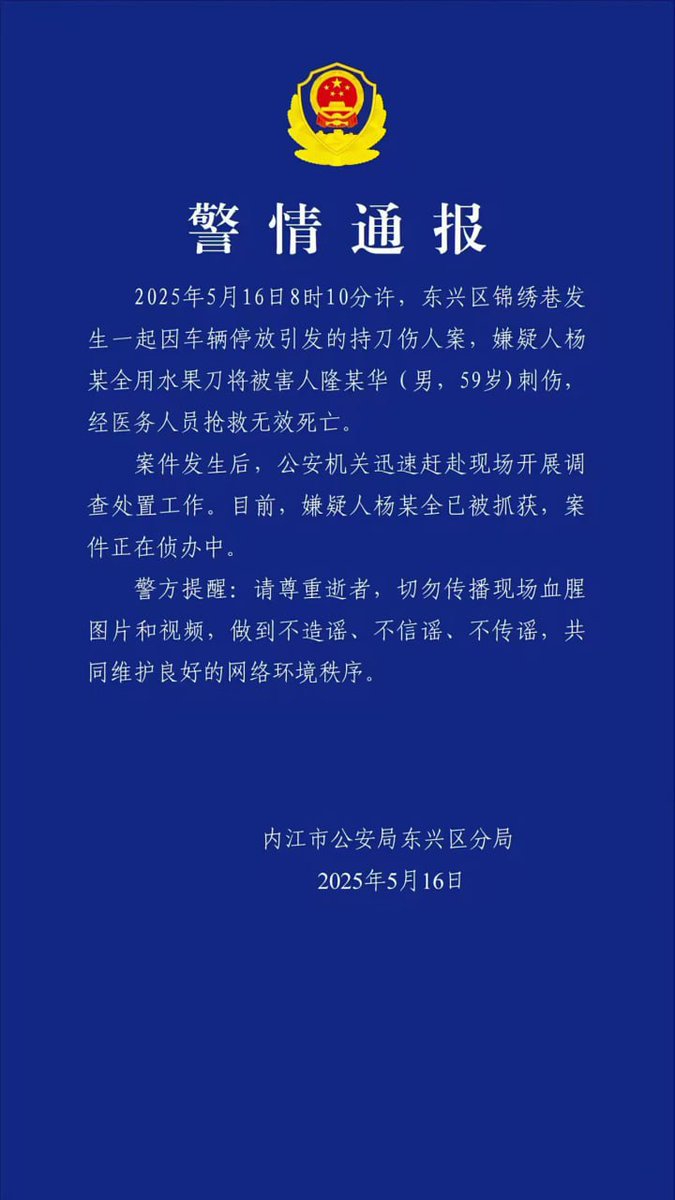 警情通报
2025年5月16日8时10分许，东兴区锦绣巷发
生一起因车辆停放引发的持刀伤人案，嫌疑人杨
某全用水果刀将被害人隆某华（男，59岁)刺伤，
经医务人员抢救无效死亡。
案件发生后，公安机关迅速赶赴现场开展调
查处置工作。目前，嫌疑人杨某全已被抓获，案
件正在侦办中。
警方提醒：请尊重逝者，切勿传播现场血腥
图片和视频，做到不造谣、不信谣、不传谣，共
同维护良好的网络环境秩序。
内江市公安局东兴区分局
2025年5月16日